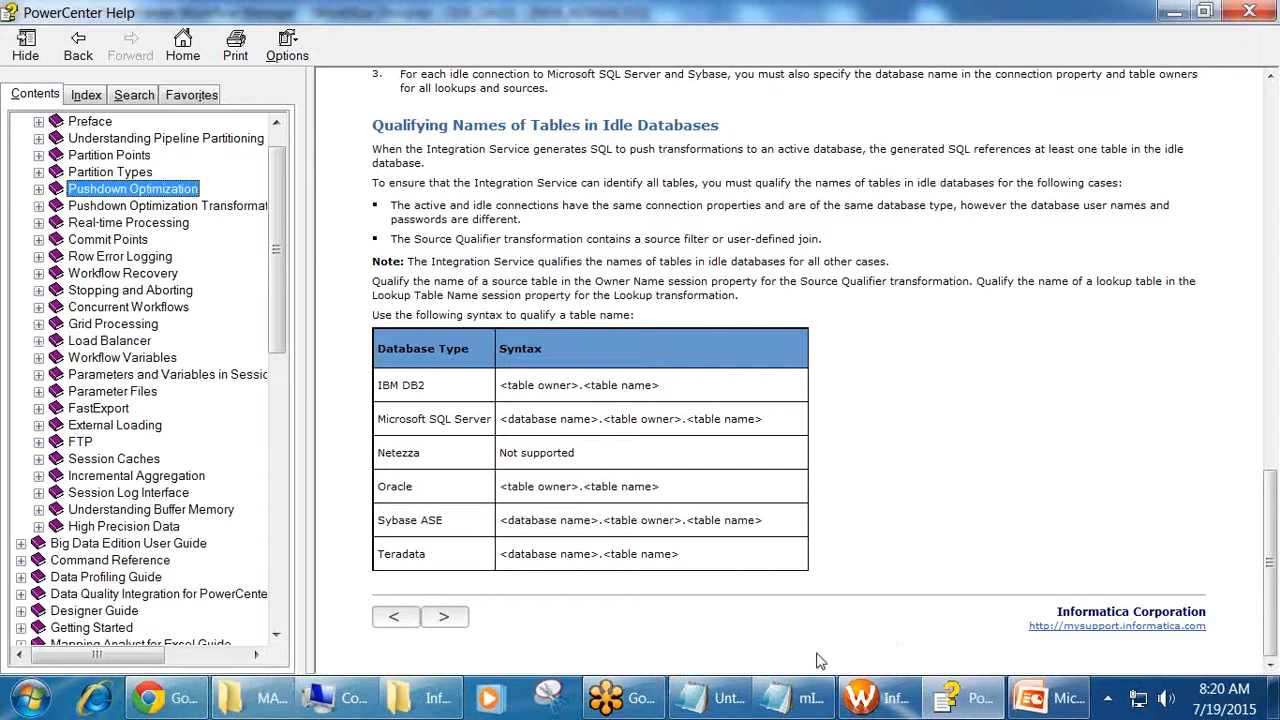 PowerCenter Help
Hide
Back
Forward
Home
Print
Options
Contents
Index
Search
Favorites
Preface
Understanding Pipeline Partitioning
Partition Points
Partition Types
Pushdown Optimization
Pushdown Optimization Transformat
Real-time Processing
Commit Points
Row Error Logging
Workflow Recovery
Stopping and Aborting
Concurrent Workflows
Grid Processing
Load Balancer
Workflow Variables
Parameters and Variables in Sessic
Parameter Files
FastExport
External Loading
FTP
Session Caches
Incremental Aggregation
Session Log Interface
Understanding Buffer Memory
High Precision Data
Big Data Edition User Guide
Command Reference
Data Profiling Guide
Data Quality Integration for PowerCente
Designer Guide
Getting Started
Mapping Analyst for Excel Guide
3. For each idle connection to Microsoft SQL Server and Sybase, you must also specify the database name in the connection property and table owners
for all lookups and sources.
Qualifying Names of Tables in Idle Databases
When the Integration Service generates SQL to push transformations to an active database, the generated SQL references at least one table in the idle
database.
To ensure that the Integration Service can identify all tables, you must qualify the names of tables in idle databases for the following cases:
▪ The active and idle connections have the same connection properties and are of the same database type, however the database user names and
passwords are different.
▪ The Source Qualifier transformation contains a source filter or user-defined join.
Note: The Integration Service qualifies the names of tables in idle databases for all other cases.
Qualify the name of a source table in the Owner Name session property for the Source Qualifier transformation. Qualify the name of a lookup table in the
Lookup Table Name session property for the Lookup transformation.
Use the following syntax to qualify a table name:
Database Type Syntax
IBM DB2 <table owner>.<table name>
Microsoft SQL Server <database name>.<table owner>.<table name>
Netezza Not supported
Oracle <table owner>.<table name>
Sybase ASE <database name>.<table owner>.<table name>
Teradata <database name>.<table name>
< >
Informatica Corporation
http://mysupport.informatica.com
Go...
MA...
Co...
Inf...
Go...
Unt...
mI...
Inf...
Po...
Mic...
8:20 AM
7/19/2015